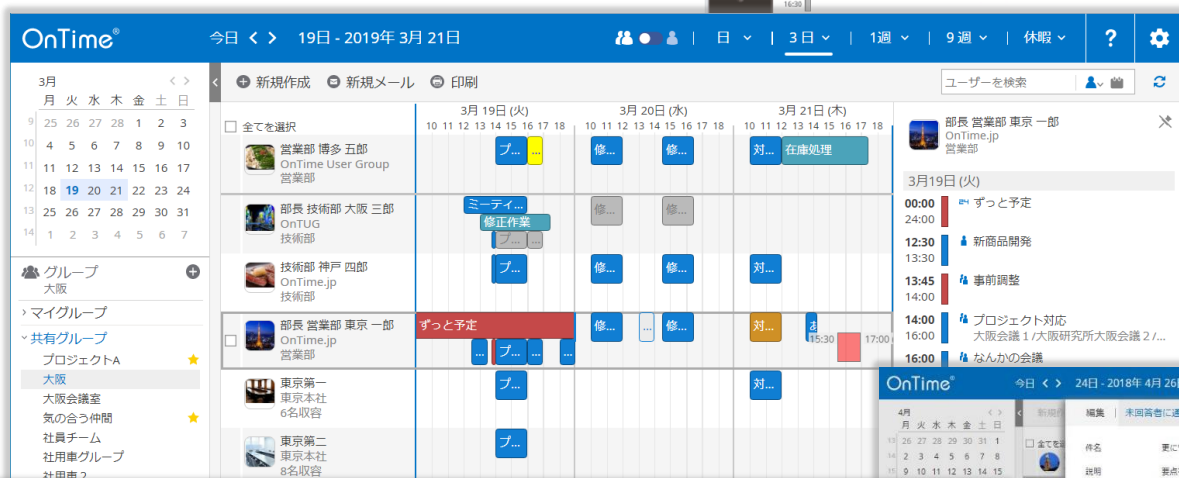 16:30
OnTime®
今日 < > 19日 - 2019年 3月 21日
日
3日
1週
9週
休暇
?
新規作成 新規メール 印刷
ユーザーを検索
3月 < >
月 火 水 木 金 土 日
9 25 26 27 28 1 2 3
10 4 5 6 7 8 9 10
11 11 12 13 14 15 16 17
12 18 19 20 21 22 23 24
13 25 26 27 28 29 30 31
14 1 2 3 4 5 6 7
グループ
大阪
マイグループ
共有グループ
プロジェクトA
大阪
大阪会議室
気の合う仲間
社員チーム
社用車グループ
社用車2
3月 19日 (火) 3月 20日 (水) 3月 21日 (木)
全てを選択
10 11 12 13 14 15 16 17 18 10 11 12 13 14 15 16 17 18 10 11 12 13 14 15 16 17 18
営業部 博多 五郎
OnTime User Group
営業部
プ... ... 修... 修... 対... 在庫処理
部長 技術部 大阪 三郎
OnTUG
技術部
ミーティ... 修... 修...
修正作業
プ... ...
技術部 神戸 四郎
OnTime.jp
技術部
プ... 修... 修... 対...
部長 営業部 東京 一郎
OnTime.jp
営業部
ずっと予定 修... ... 修... 対... あ
... プ... ... ... 15:30 17:00
東京第一
東京本社
6名収容
プ... 対...
東京第二
東京本社
8名収容
プ...
部長 営業部 東京 一郎
OnTime.jp
営業部
3月19日 (火)
00:00 ずっと予定
24:00
12:30 新商品開発
13:30
13:45 事前調整
14:00
14:00 プロジェクト対応
16:00 大阪会議 1 /大阪研究所大阪会議 2 /...
16:00 なんかの会議
OnTime®
今日 < > 24日 - 2018年 4月 26
4月 < >
月 火 水 木 金 土 日
13 26 27 28 29 30 31 1
14 2 3 4 5 6 7 8
15 9 10 11 12 13 14 15
新規
全てを
編集
未回答者に
件名
説明